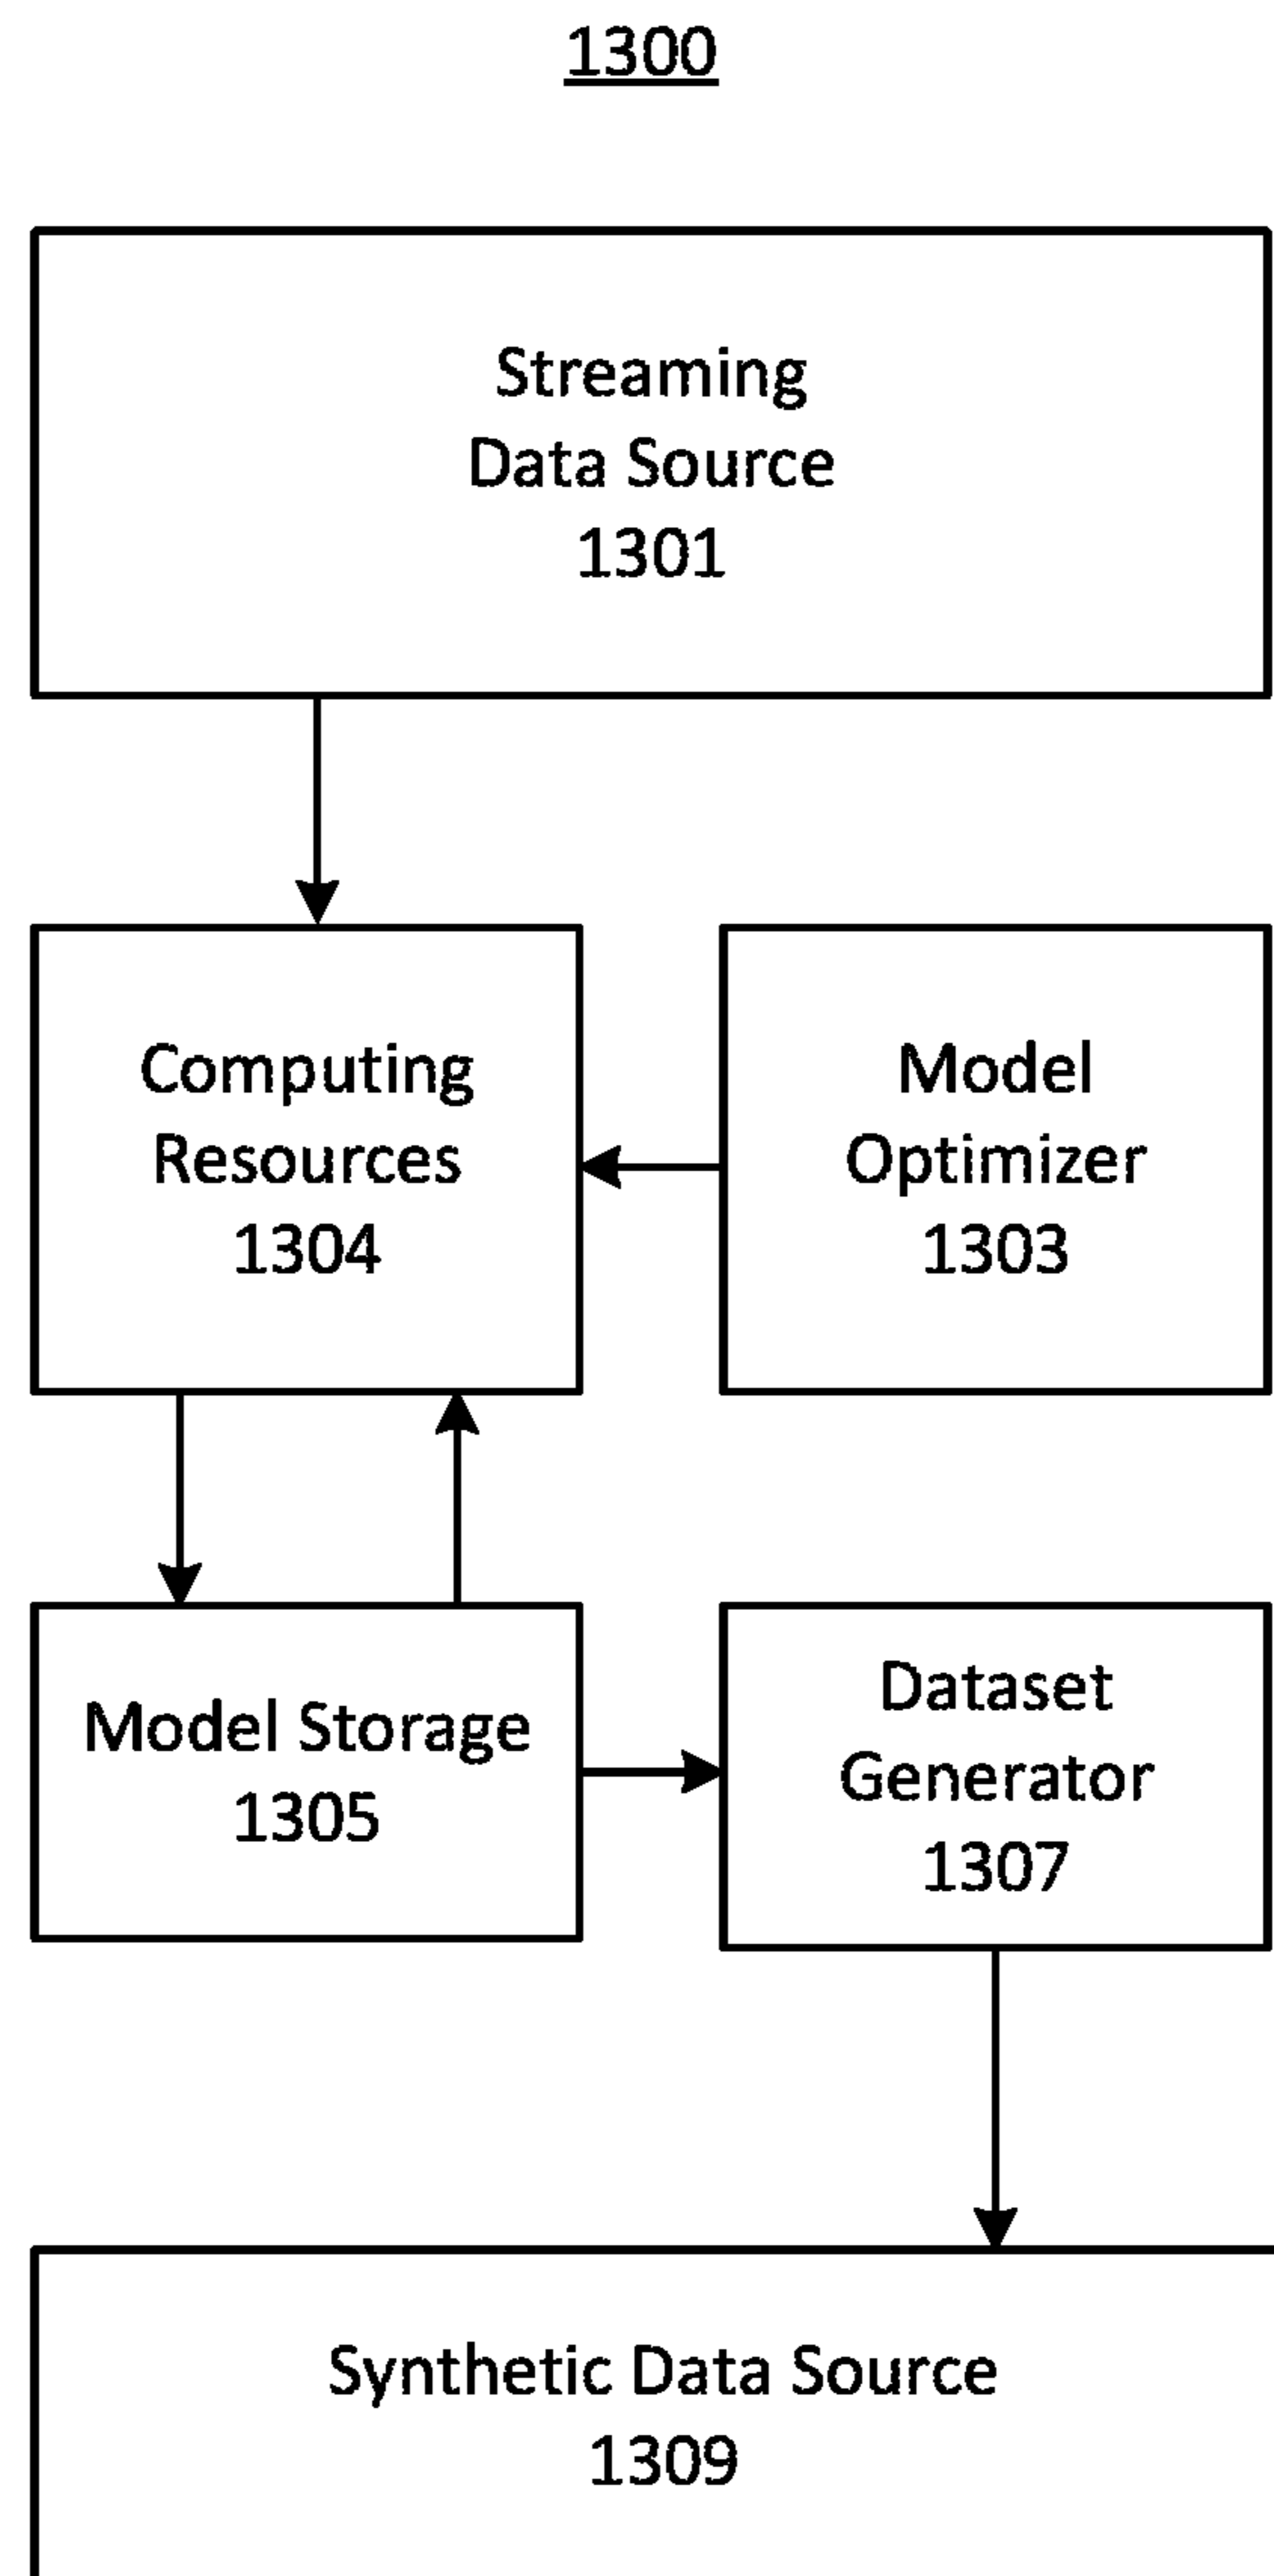 1300
Streaming
Data Source
1301
Computing
Resources
1304
Model
Optimizer
1303
Model Storage
1305
Dataset
Generator
1307
Synthetic Data Source
1309